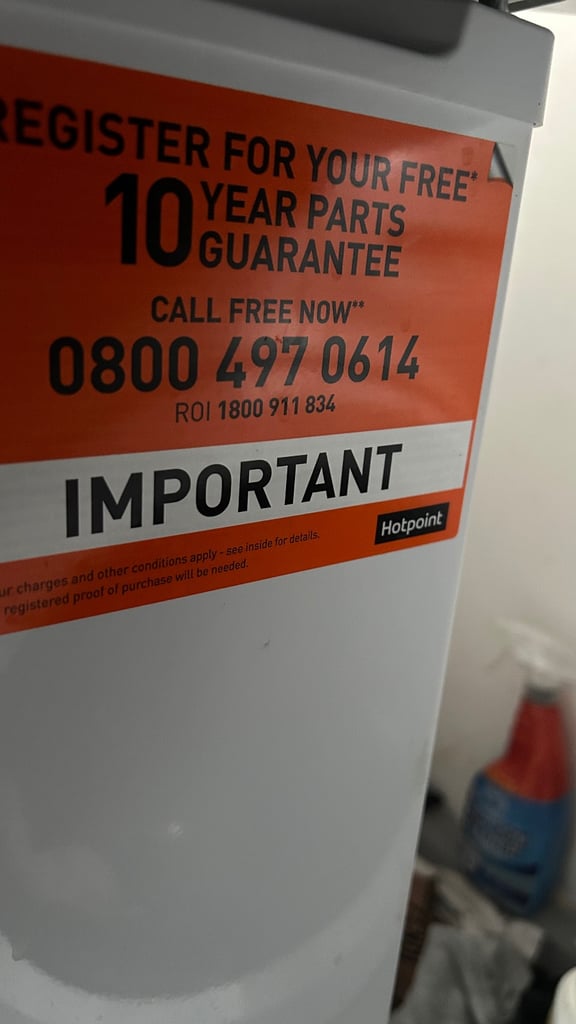 REGISTER FOR YOUR FREE*
10 YEAR PARTS
GUARANTEE
CALL FREE NOW**
0800 497 0614
ROI 1800 911 834
IMPORTANT
Hotpoint
charges and other conditions apply - see inside for details.
registered proof of purchase will be needed.